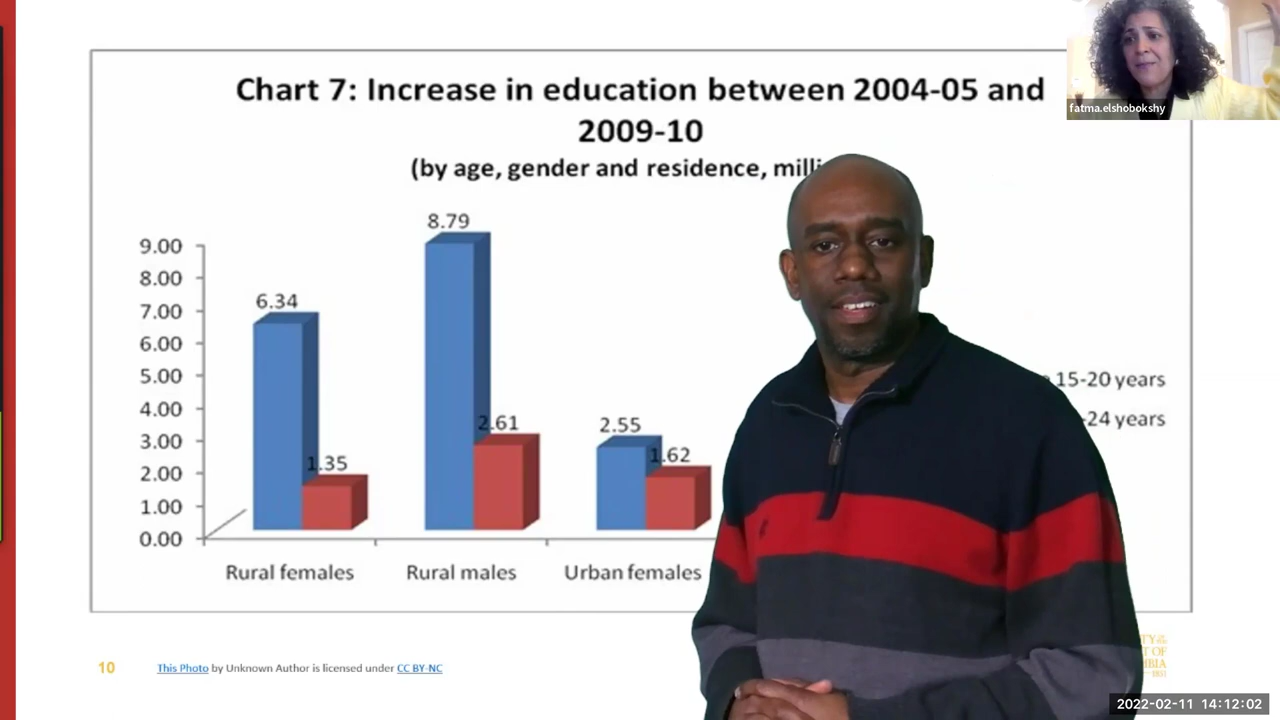 Chart 7: Increase in education between 2004-05 and
2009-10
(by age, gender and residence,
fatma.elshobokshy
8.79
9.00
8.00
7.00
6.00
5.00
4.00
3.00
2.00
1.00
0.00
6.34
1.35
2.61
2.55
1.62
15-20 years
-24 years
Rural females
Rural males
Urban females
10
This Photo by Unknown Author is licensed under CC BY-NC
2022-02-11 14:12:02